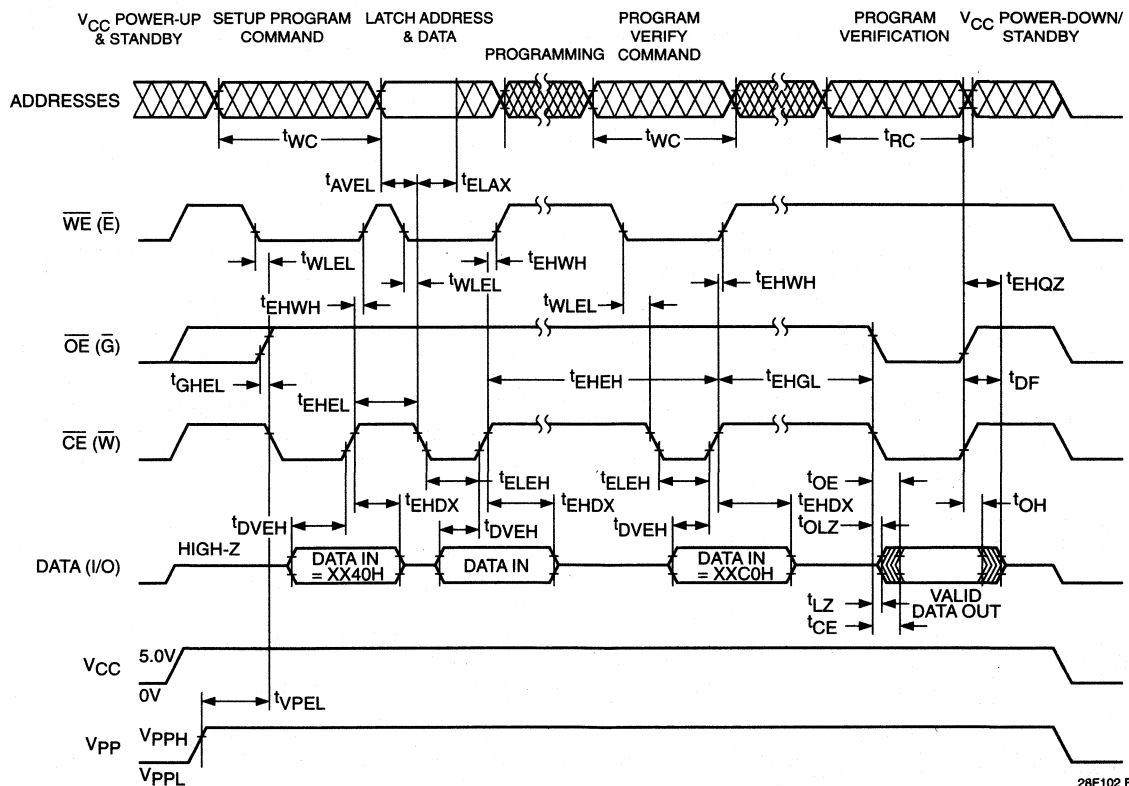 VCC POWER-UP & STANDBY
SETUP PROGRAM COMMAND
LATCH ADDRESS & DATA
PROGRAMMING
PROGRAM VERIFY COMMAND
PROGRAM VERIFICATION
VCC POWER-DOWN/ STANDBY
ADDRESSES
tWC
tWC
tRC
tAVEL
tELAX
WE (E)
tWLEL
tEHWH
tWLEL
tEHWH
tWLEL
tEHWH
tEHQZ
OE (G)
tGHEL
tEHEL
tEHEH
tEHGL
tDF
CE (W)
tELEH
tELEH
tOE
tEHDX
tEHDX
tEHDX
tOH
tDVEH
tDVEH
tDVEH
tOLZ
HIGH-Z
DATA (I/O)
DATA IN = XX40H
DATA IN
DATA IN = XXC0H
VALID DATA OUT
tLZ
tCE
VCC
5.0V
0V
tVPEL
VPP
VPPH
VPPL